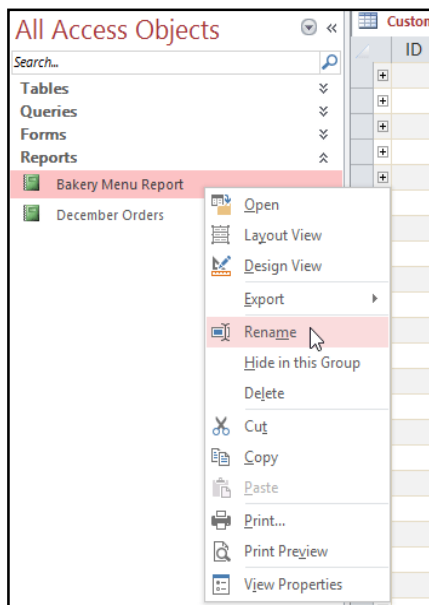 All Access Objects
Search...
Tables
Queries
Forms
Reports
Bakery Menu Report
December Orders
Open
Layout View
Design View
Export
Rename
Hide in this Group
Delete
Cut
Copy
Paste
Print...
Print Preview
View Properties
Custom
ID